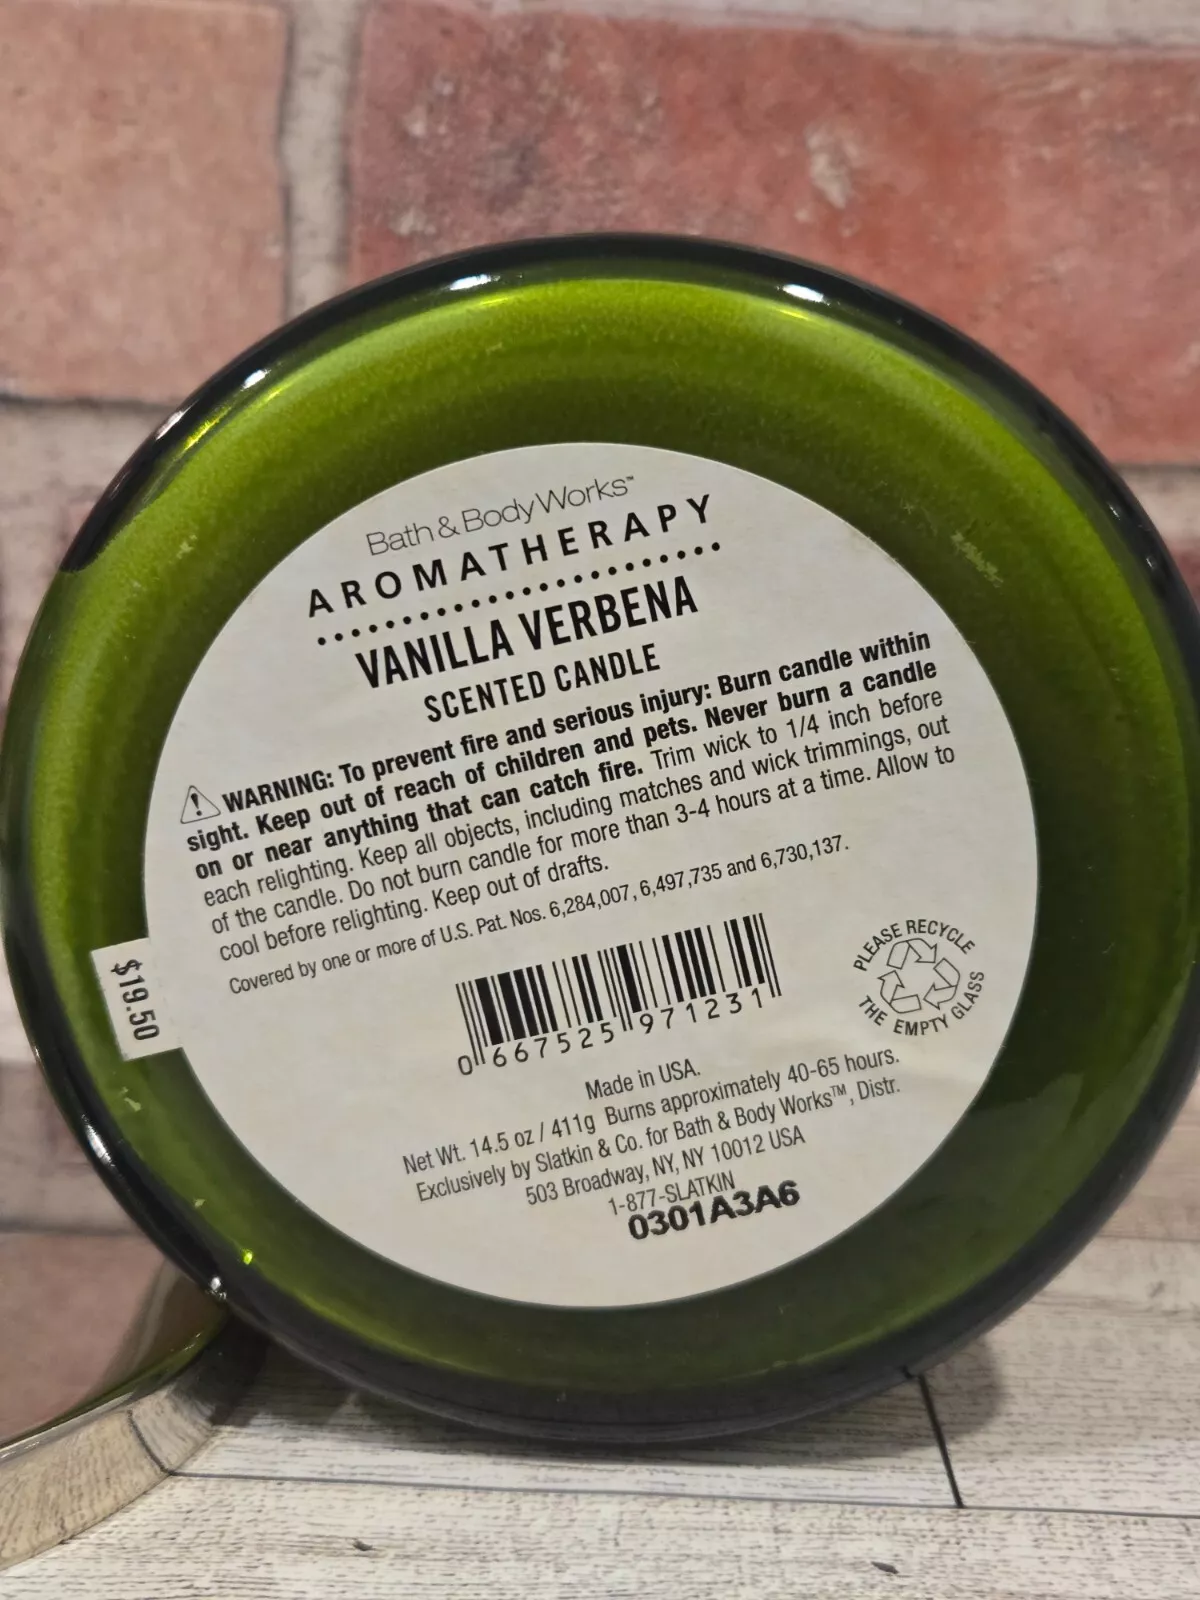 Bath & Body Works™
AROMATHERAPY
VANILLA VERBENA
SCENTED CANDLE
WARNING: To prevent fire and serious injury: Burn candle within
sight. Keep out of reach of children and pets. Never burn a candle
on or near anything that can catch fire. Trim wick to 1/4 inch before
each relighting. Keep all objects, including matches and wick trimmings, out
of the candle. Do not burn candle for more than 3-4 hours at a time. Allow to
cool before relighting. Keep out of drafts.
Covered by one or more of U.S. Pat. Nos. 6,284,007, 6,497,735 and 6,730,137.
$19.50
0 667525 971231
PLEASE RECYCLE
THE EMPTY GLASS
Made in USA.
Net Wt. 14.5 oz / 411g Burns approximately 40-65 hours.
Exclusively by Slatkin & Co. for Bath & Body Works™, Distr.
503 Broadway, NY, NY 10012 USA
1-877-SLATKIN
0301A3A6